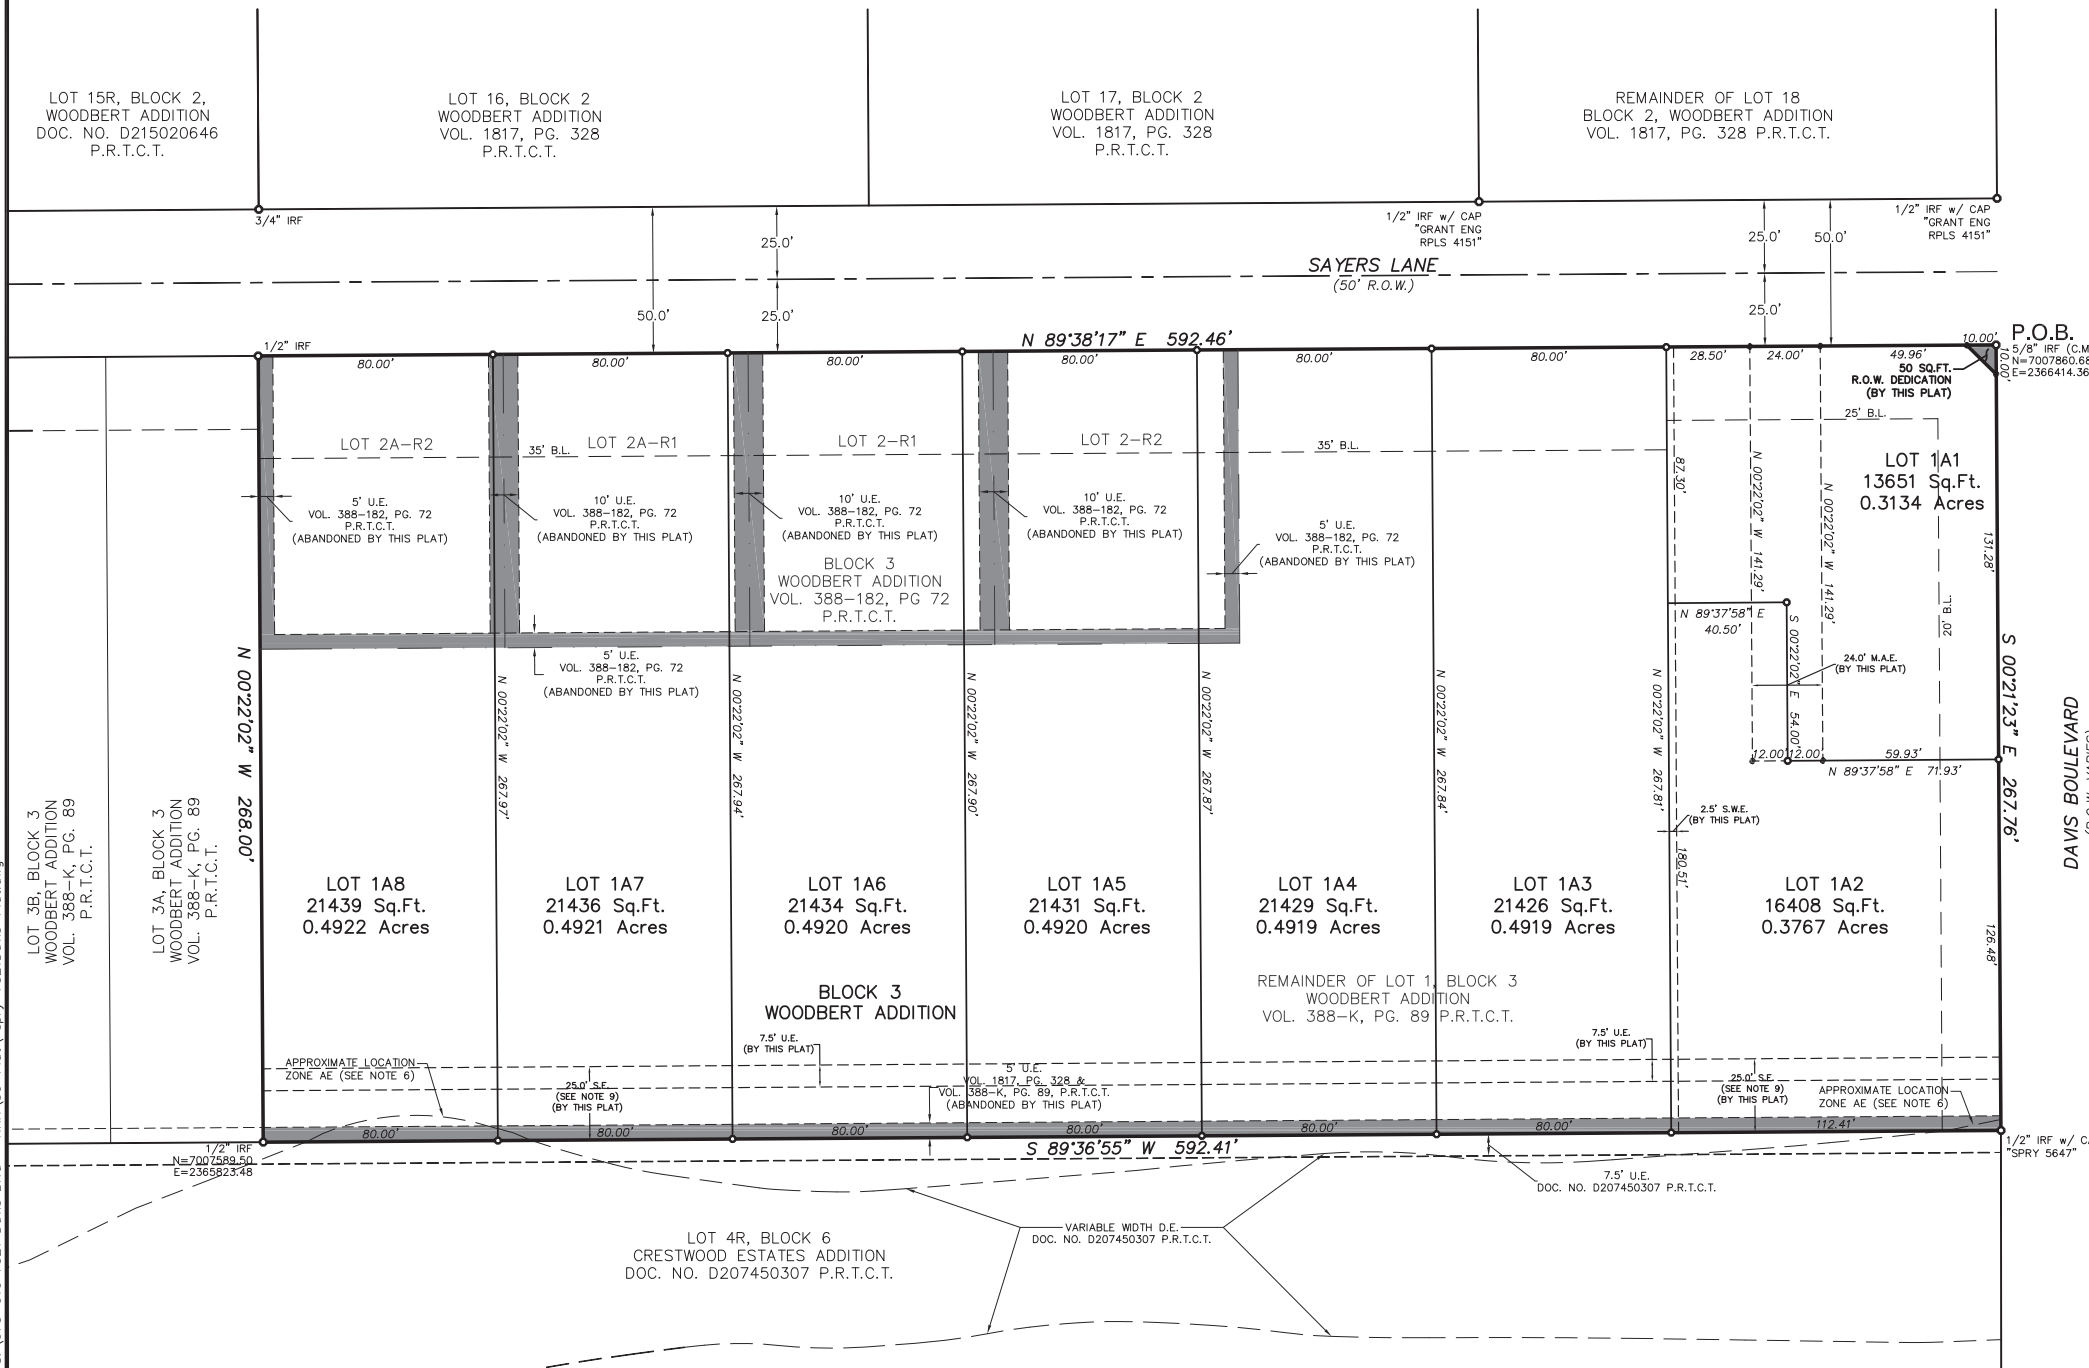 LOT 15R, BLOCK 2,
WOODBERT ADDITION
DOC. NO. D215020646
P.R.T.C.T.
LOT 16, BLOCK 2
WOODBERT ADDITION
VOL. 1817, PG. 328
P.R.T.C.T.
LOT 17, BLOCK 2
WOODBERT ADDITION
VOL. 1817, PG. 328
P.R.T.C.T.
REMAINDER OF LOT 18
BLOCK 2, WOODBERT ADDITION
VOL. 1817, PG. 328 P.R.T.C.T.
3/4" IRF
1/2" IRF w/ CAP
"GRANT ENG
RPLS 4151"
1/2" IRF w/ CAP
"GRANT ENG
RPLS 4151"
25.0'
25.0'
50.0'
SAYERS LANE
(50' R.O.W.)
50.0'
25.0'
25.0'
1/2" IRF
N 89°38'17" E 592.46'
10.00'
P.O.B.
5/8" IRF (C.M
N=7007860.68
E=2366414.36
10.00'
80.00'
80.00'
80.00'
80.00'
80.00'
80.00'
28.50'
24.00'
49.96'
50 SQ.FT.
R.O.W. DEDICATION
(BY THIS PLAT)
25' B.L.
LOT 2A-R2
LOT 2A-R1
LOT 2-R1
LOT 2-R2
35' B.L.
35' B.L.
LOT 1A1
13651 Sq.Ft.
0.3134 Acres
5' U.E.
VOL. 388-182, PG. 72
P.R.T.C.T.
(ABANDONED BY THIS PLAT)
10' U.E.
VOL. 388-182, PG. 72
P.R.T.C.T.
(ABANDONED BY THIS PLAT)
10' U.E.
VOL. 388-182, PG. 72
P.R.T.C.T.
(ABANDONED BY THIS PLAT)
10' U.E.
VOL. 388-182, PG. 72
P.R.T.C.T.
(ABANDONED BY THIS PLAT)
5' U.E.
VOL. 388-182, PG. 72
P.R.T.C.T.
(ABANDONED BY THIS PLAT)
87.30'
N 00°22'02" W 141.29'
N 00°22'02" W 141.29'
131.28'
BLOCK 3
WOODBERT ADDITION
VOL. 388-182, PG 72
P.R.T.C.T.
N 89°37'58" E
40.50'
S 00°22'02" E 54.00'
20' B.L.
24.0' M.A.E.
(BY THIS PLAT)
5' U.E.
VOL. 388-182, PG. 72
P.R.T.C.T.
(ABANDONED BY THIS PLAT)
N 00°22'02" W 268.00'
N 00°22'02" W 267.97'
N 00°22'02" W 267.94'
N 00°22'02" W 267.90'
N 00°22'02" W 267.87'
N 00°22'02" W 267.84'
N 00°22'02" W 267.81'
S 00°21'23" E 267.76'
DAVIS BOULEVARD
12.00'
12.00'
59.93'
N 89°37'58" E 71.93'
2.5' S.W.E.
(BY THIS PLAT)
180.51'
LOT 3B, BLOCK 3
WOODBERT ADDITION
VOL. 388-K, PG. 89
P.R.T.C.T.
LOT 3A, BLOCK 3
WOODBERT ADDITION
VOL. 388-K, PG. 89
P.R.T.C.T.
LOT 1A8
21439 Sq.Ft.
0.4922 Acres
LOT 1A7
21436 Sq.Ft.
0.4921 Acres
LOT 1A6
21434 Sq.Ft.
0.4920 Acres
LOT 1A5
21431 Sq.Ft.
0.4920 Acres
LOT 1A4
21429 Sq.Ft.
0.4919 Acres
LOT 1A3
21426 Sq.Ft.
0.4919 Acres
LOT 1A2
16408 Sq.Ft.
0.3767 Acres
126.48'
BLOCK 3
WOODBERT ADDITION
REMAINDER OF LOT 1, BLOCK 3
WOODBERT ADDITION
VOL. 388-K, PG. 89 P.R.T.C.T.
7.5' U.E.
(BY THIS PLAT)
7.5' U.E.
(BY THIS PLAT)
APPROXIMATE LOCATION
ZONE AE (SEE NOTE 6)
25.0' S.E.
(SEE NOTE 9)
(BY THIS PLAT)
5' U.E.
VOL. 1817, PG. 328 &
VOL. 388-K, PG. 89, P.R.T.C.T.
(ABANDONED BY THIS PLAT)
25.0' S.E.
(SEE NOTE 9)
(BY THIS PLAT)
APPROXIMATE LOCATION
ZONE AE (SEE NOTE 6)
80.00'
80.00'
80.00'
80.00'
80.00'
80.00'
112.41'
1/2" IRF
N=7007589.50
E=2365823.48
S 89°36'55" W 592.41'
1/2" IRF w/ CA
"SPRY 5647"
7.5' U.E.
DOC. NO. D207450307 P.R.T.C.T.
VARIABLE WIDTH D.E.
DOC. NO. D207450307 P.R.T.C.T.
LOT 4R, BLOCK 6
CRESTWOOD ESTATES ADDITION
DOC. NO. D207450307 P.R.T.C.T.